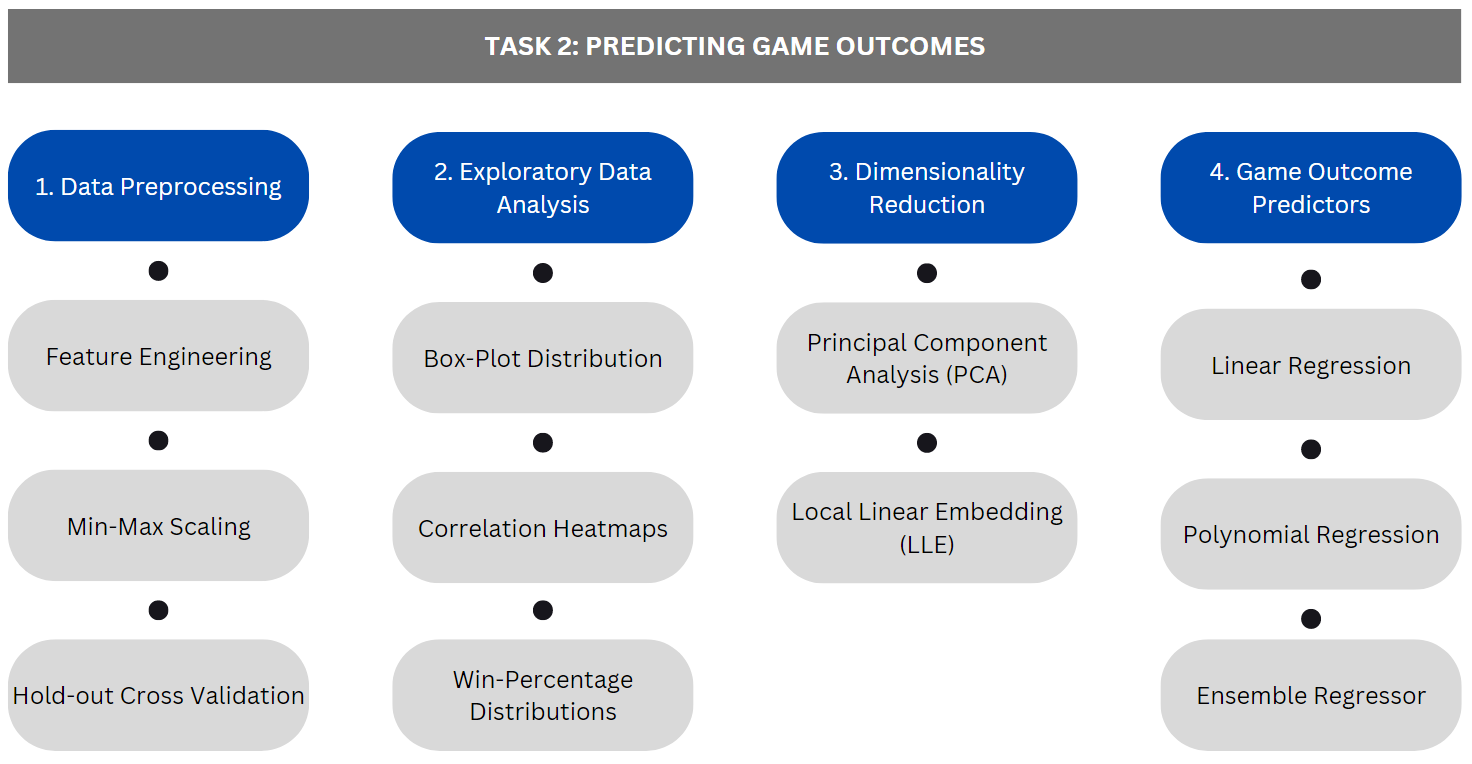 TASK 2: PREDICTING GAME OUTCOMES
1. Data Preprocessing
Feature Engineering
Min-Max Scaling
Hold-out Cross Validation
2. Exploratory Data
Analysis
Box-Plot Distribution
Correlation Heatmaps
Win-Percentage
Distributions
3. Dimensionality
Reduction
Principal Component
Analysis (PCA)
Local Linear Embedding
(LLE)
4. Game Outcome
Predictors
Linear Regression
Polynomial Regression
Ensemble Regressor